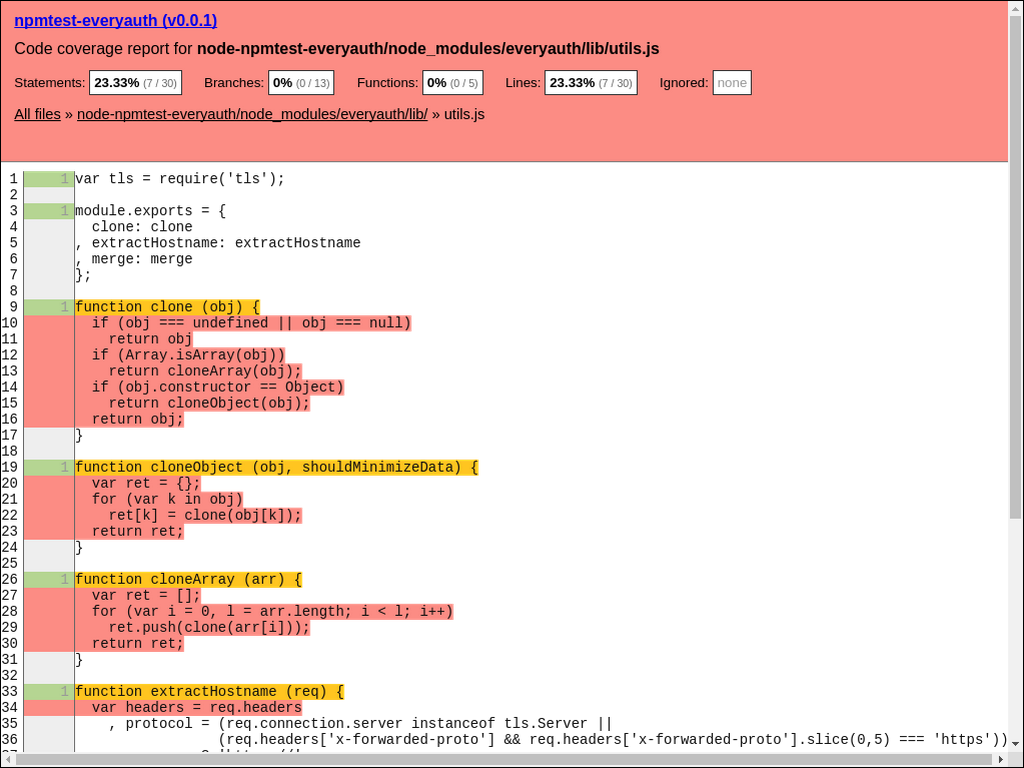 npmtest-everyauth (v0.0.1)
Code coverage report for node-npmtest-everyauth/node_modules/everyauth/lib/utils.js
Statements: 23.33% (7 / 30) Branches: 0% (0 / 13) Functions: 0% (0 / 5) Lines: 23.33% (7 / 30) Ignored: none
All files » node-npmtest-everyauth/node_modules/everyauth/lib/ » utils.js
1 1 var tls = require('tls');
2
3 1 module.exports = {
4   clone: clone
5 , extractHostname: extractHostname
6 , merge: merge
7 };
8
9 1 function clone (obj) {
10   if (obj === undefined || obj === null)
11     return obj
12   if (Array.isArray(obj))
13     return cloneArray(obj);
14   if (obj.constructor == Object)
15     return cloneObject(obj);
16   return obj;
17 }
18
19 1 function cloneObject (obj, shouldMinimizeData) {
20   var ret = {};
21   for (var k in obj)
22     ret[k] = clone(obj[k]);
23   return ret;
24 }
25
26 1 function cloneArray (arr) {
27   var ret = [];
28   for (var i = 0, l = arr.length; i < l; i++)
29     ret.push(clone(arr[i]));
30   return ret;
31 }
32
33 1 function extractHostname (req) {
34   var headers = req.headers
35     , protocol = (req.connection.server instanceof tls.Server ||
36                  (req.headers['x-forwarded-proto'] && req.headers['x-forwarded-proto'].slice(0,5) === 'https'))